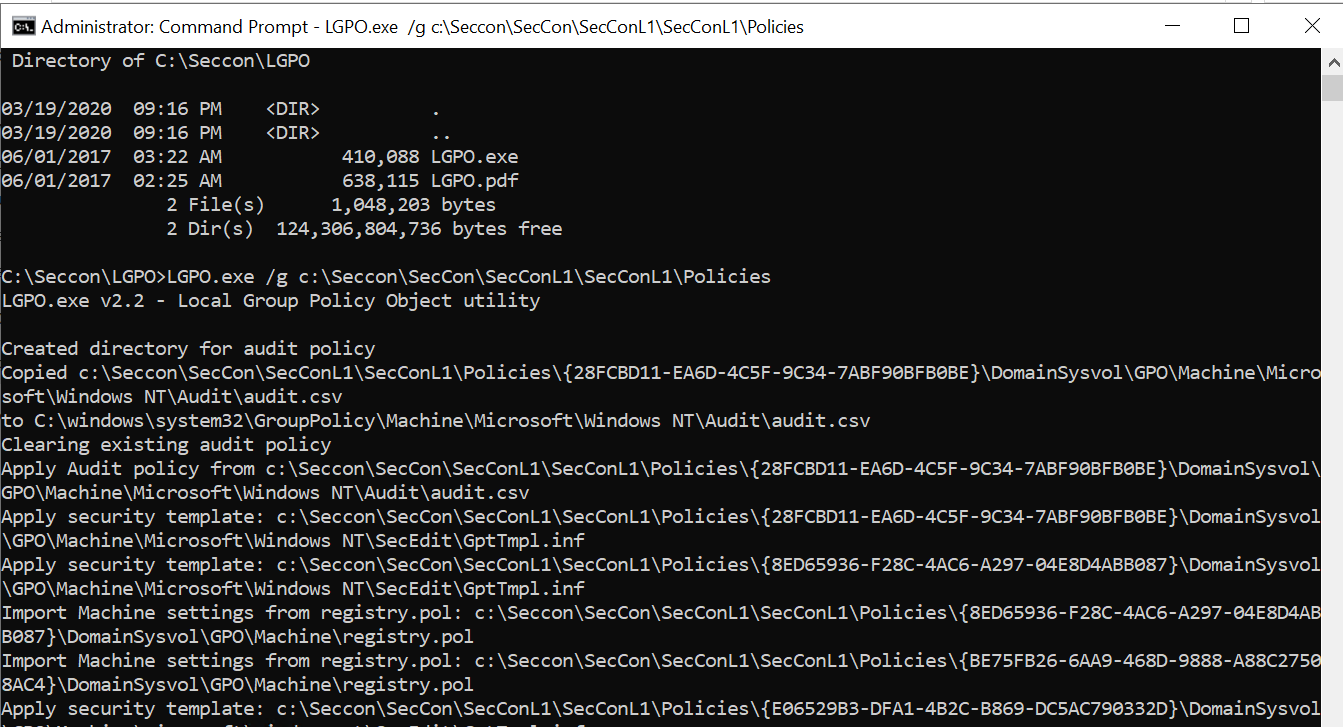 Administrator: Command Prompt - LGPO.exe /g c:\Seccon\SecCon\SecConL1\SecConL1\Policies
Directory of C:\Seccon\LGPO
03/19/2020  09:16 PM    <DIR>          .
03/19/2020  09:16 PM    <DIR>          ..
06/01/2017  03:22 AM           410,088 LGPO.exe
06/01/2017  02:25 AM           638,115 LGPO.pdf
2 File(s)      1,048,203 bytes
2 Dir(s)  124,306,804,736 bytes free
C:\Seccon\LGPO>LGPO.exe /g c:\Seccon\SecCon\SecConL1\SecConL1\Policies
LGPO.exe v2.2 - Local Group Policy Object utility
Created directory for audit policy
Copied c:\Seccon\SecCon\SecConL1\SecConL1\Policies\{28FCBD11-EA6D-4C5F-9C34-7ABF90BFB0BE}\DomainSysvol\GPO\Machine\Micro
soft\Windows NT\Audit\audit.csv
to C:\windows\system32\GroupPolicy\Machine\Microsoft\Windows NT\Audit\audit.csv
Clearing existing audit policy
Apply Audit policy from c:\Seccon\SecCon\SecConL1\SecConL1\Policies\{28FCBD11-EA6D-4C5F-9C34-7ABF90BFB0BE}\DomainSysvol\
GPO\Machine\Microsoft\Windows NT\Audit\audit.csv
Apply security template: c:\Seccon\SecCon\SecConL1\SecConL1\Policies\{28FCBD11-EA6D-4C5F-9C34-7ABF90BFB0BE}\DomainSysvol
\GPO\Machine\Microsoft\Windows NT\SecEdit\GptTmpl.inf
Apply security template: c:\Seccon\SecCon\SecConL1\SecConL1\Policies\{8ED65936-F28C-4AC6-A297-04E8D4ABB087}\DomainSysvol
\GPO\Machine\Microsoft\Windows NT\SecEdit\GptTmpl.inf
Import Machine settings from registry.pol: c:\Seccon\SecCon\SecConL1\SecConL1\Policies\{8ED65936-F28C-4AC6-A297-04E8D4AB
B087}\DomainSysvol\GPO\Machine\registry.pol
Import Machine settings from registry.pol: c:\Seccon\SecCon\SecConL1\SecConL1\Policies\{BE75FB26-6AA9-468D-9888-A88C2750
8AC4}\DomainSysvol\GPO\Machine\registry.pol
Apply security template: c:\Seccon\SecCon\SecConL1\SecConL1\Policies\{E06529B3-DFA1-4B2C-B869-DC5AC790332D}\DomainSysvol